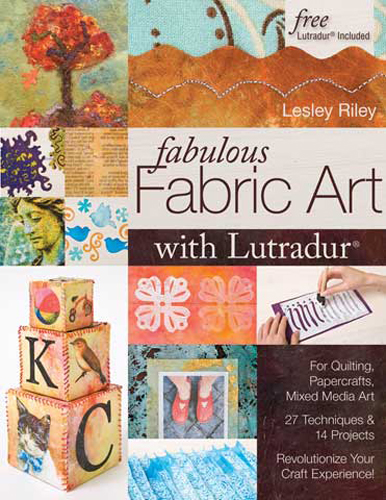 free
Lutradur® Included
Lesley Riley
fabulous
Fabric Art
with Lutradur®
8
K
C
For Quilting,
Papercrafts,
Mixed Media Art
27 Techniques &
14 Projects
Revolutionize Your
Craft Experience!